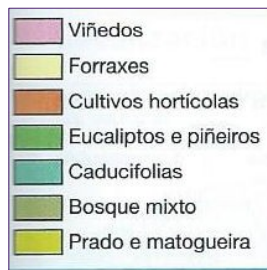 Viñedos
Forraxes
Cultivos hortícolas
Eucaliptos e piñeiros
Caducifolias
Bosque mixto
Prado e matogueira